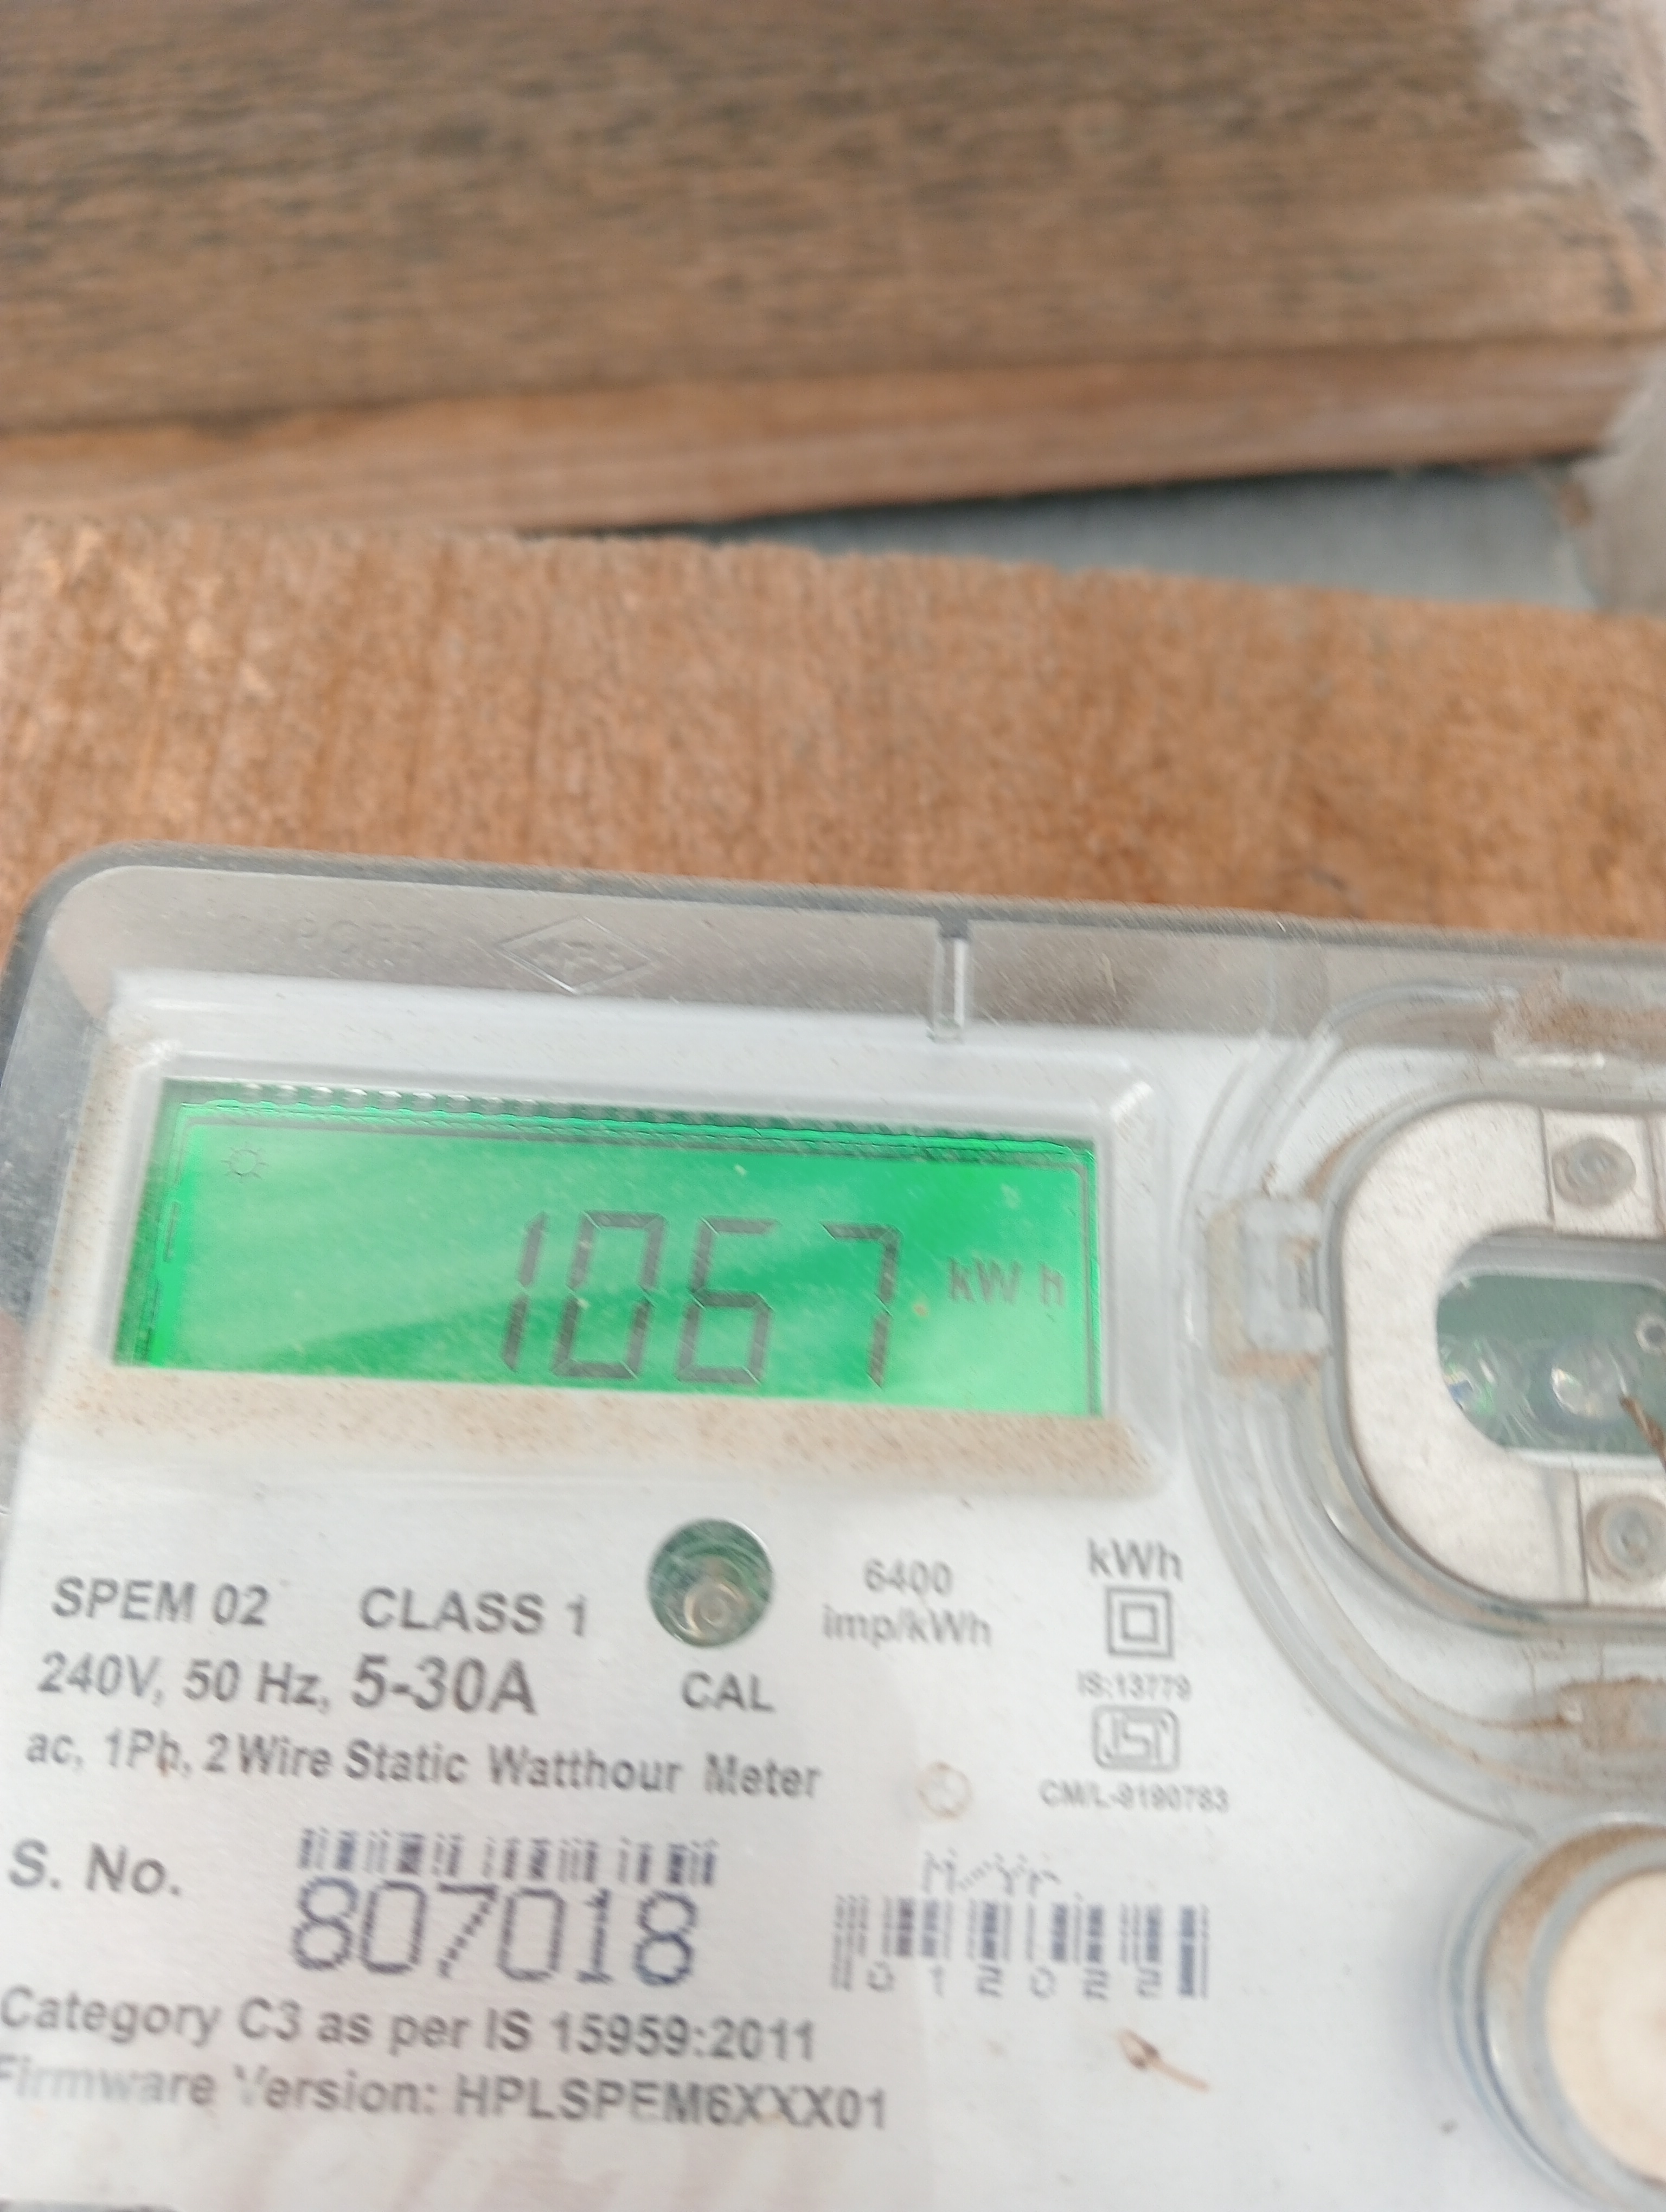 1067 kW h
SPEM 02 CLASS 1
240V, 50 Hz, 5-30A
ac, 1Ph, 2 Wire Static Watthour Meter
CAL
6400
imp/kWh
kWh
IS:13779
ISI
CM/L-9190783
S. No.
807018
Category C3 as per IS 15959:2011
Firmware Version: HPLSPEM6XXX01